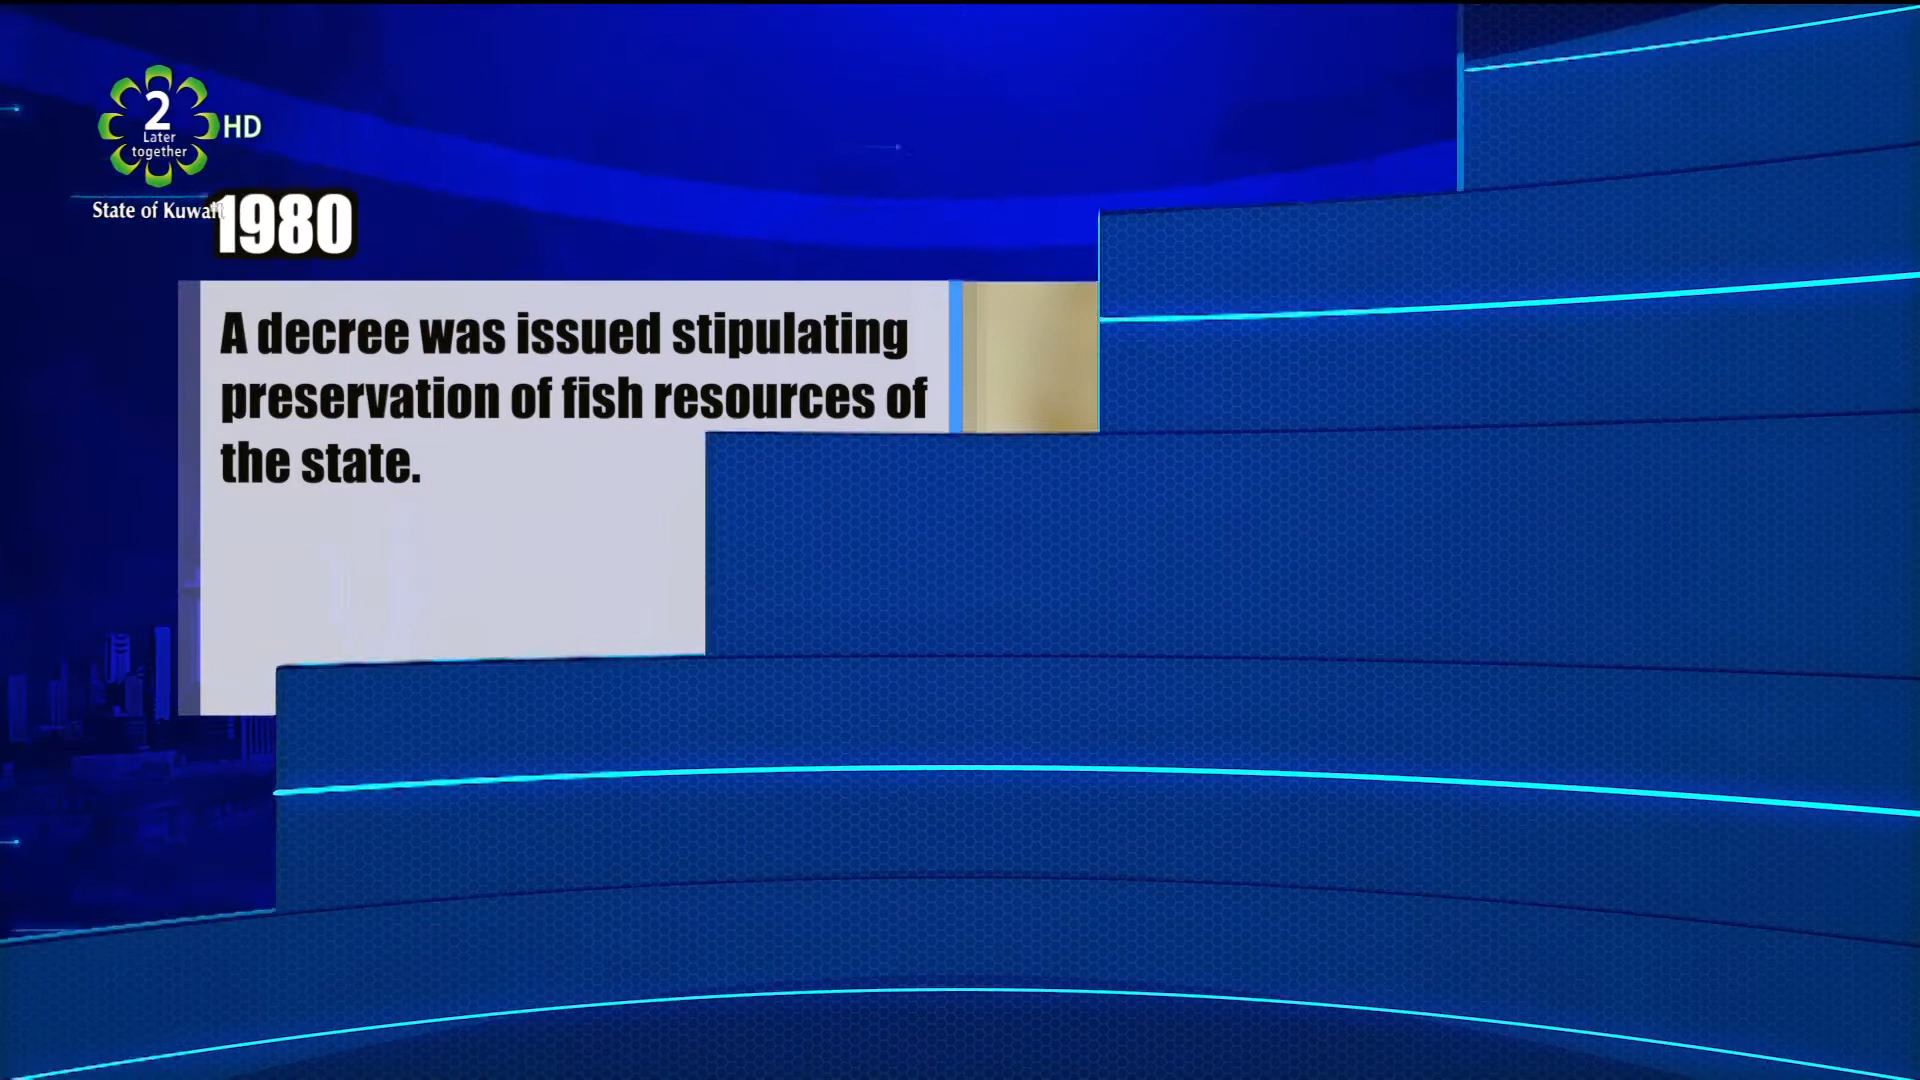 2
HD
Later
together
State of Kuwait
1980
A decree was issued stipulating
preservation of fish resources of
the state.